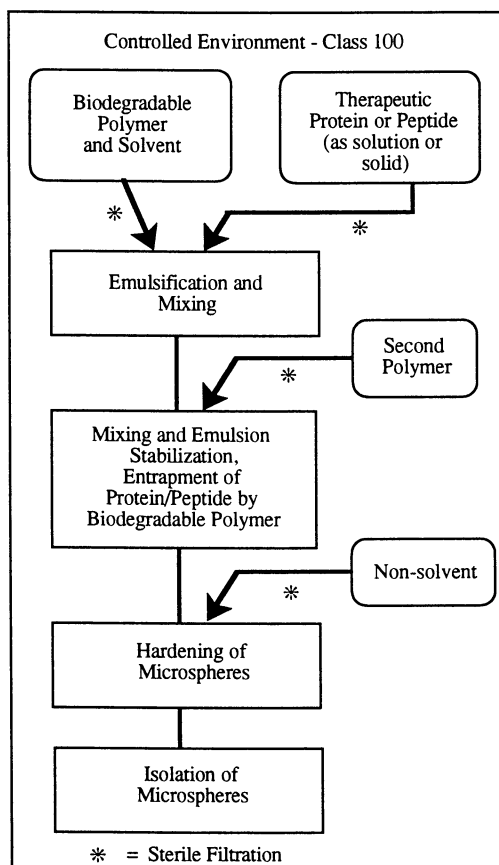 Controlled Environment - Class 100
Biodegradable
Polymer
and Solvent
Therapeutic
Protein or Peptide
(as solution or
solid)
*
*
Emulsification and
Mixing
Second
Polymer
*
Mixing and Emulsion
Stabilization,
Entrapment of
Protein/Peptide by
Biodegradable Polymer
Non-solvent
*
Hardening of
Microspheres
Isolation of
Microspheres
* = Sterile Filtration